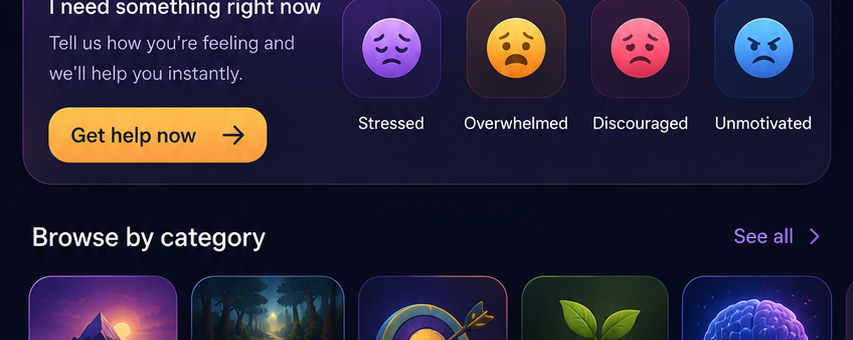 I need something right now
Tell us how you're feeling and
we'll help you instantly.
Get help now
Stressed
Overwhelmed
Discouraged
Unmotivated
Browse by category
See all